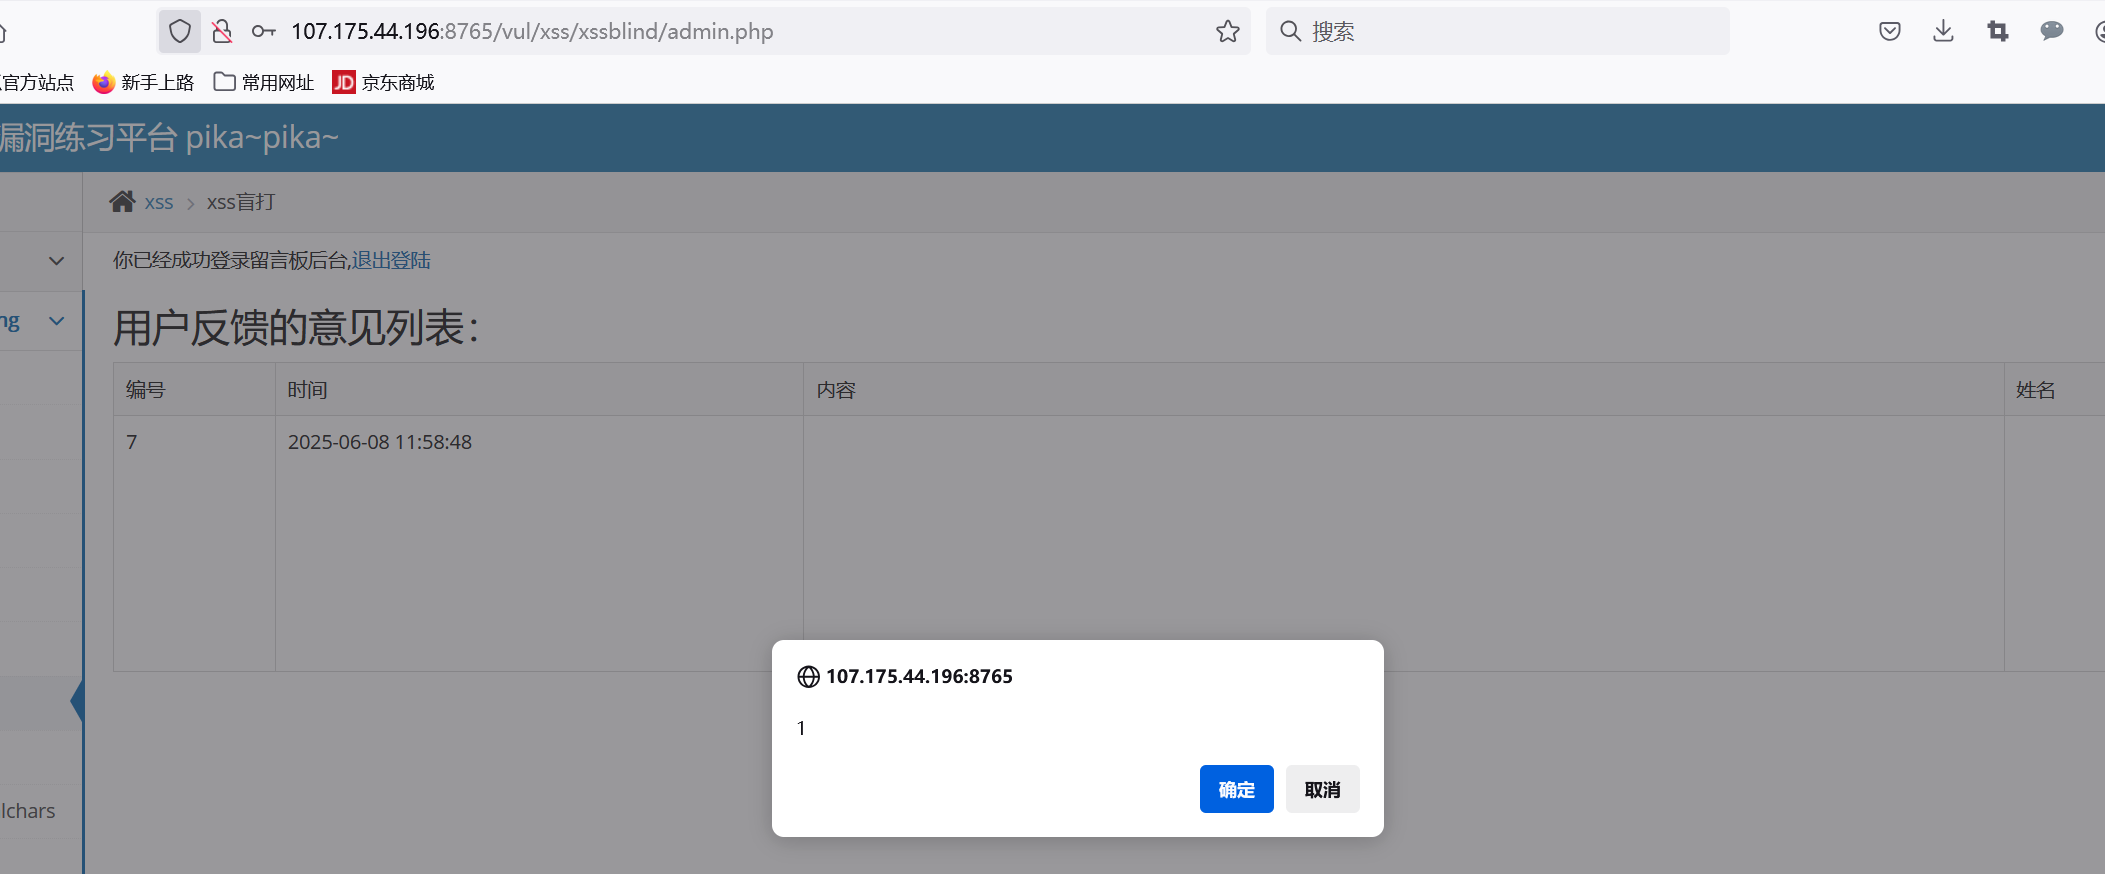 107.175.44.196:8765/vul/xss/xssblind/admin.php 搜索
官方站点 新手上路 常用网址 JD 京东商城
漏洞练习平台 pika~pika~
xss > xss盲打
你已经成功登录留言板后台,退出登陆
ng
用户反馈的意见列表：
编号 时间 内容 姓名
7 2025-06-08 11:58:48
107.175.44.196:8765
1
确定 取消
lchars